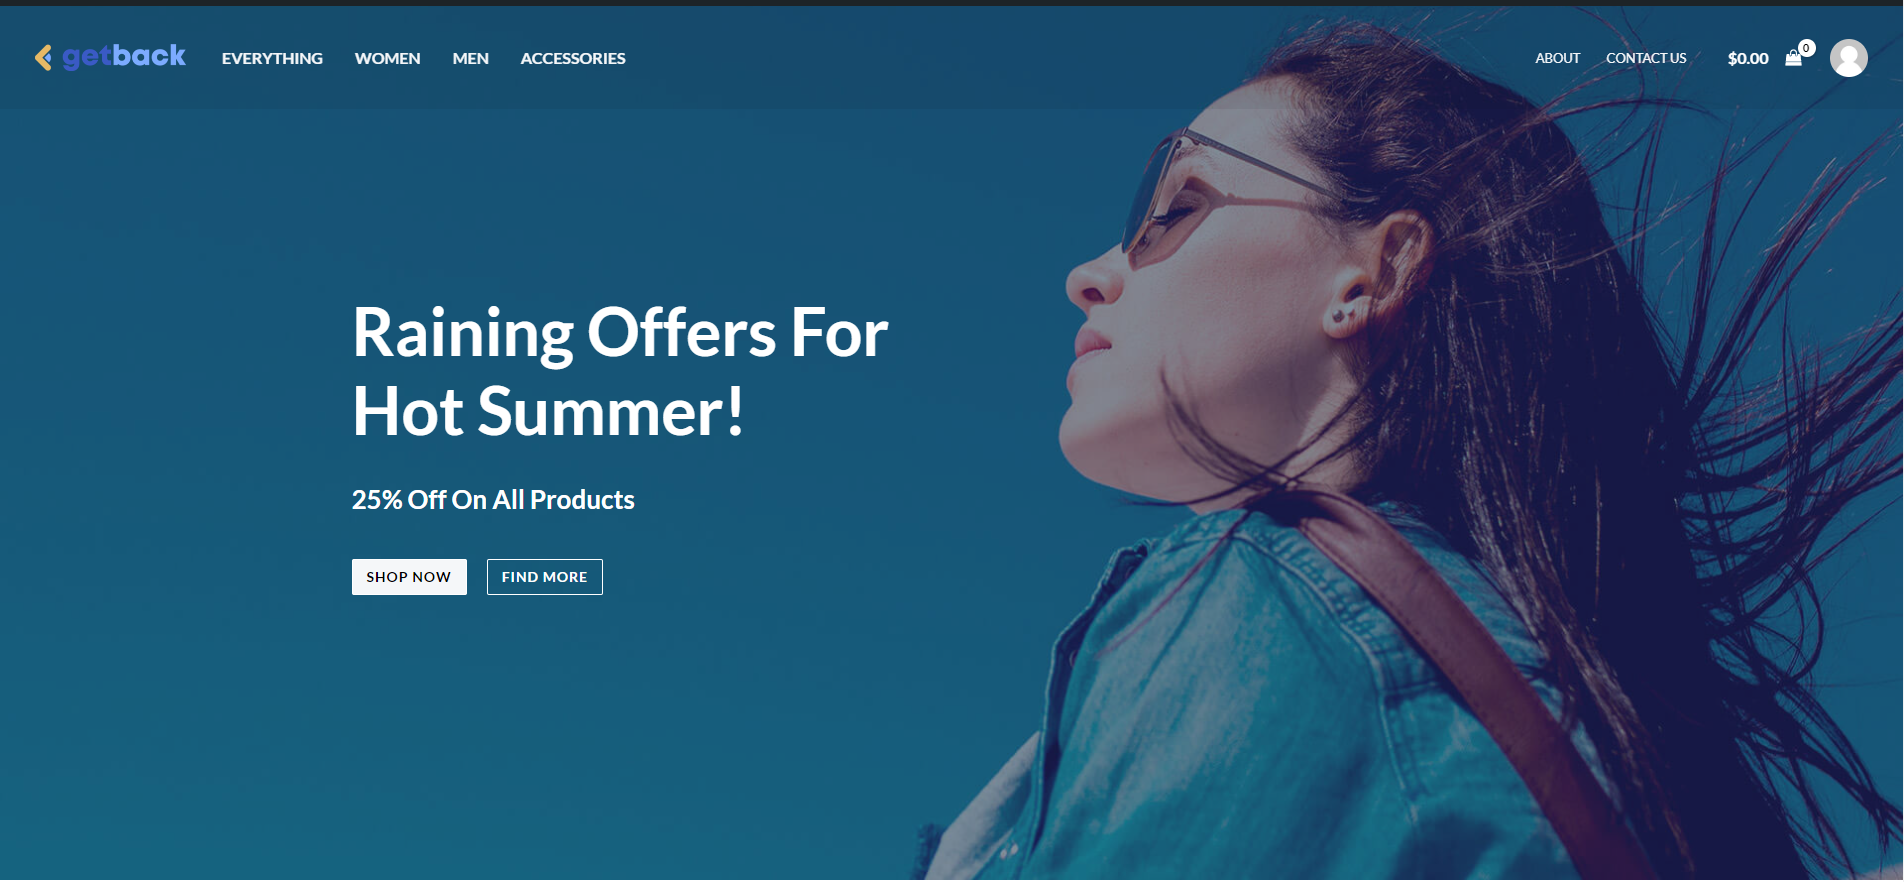 getback
EVERYTHING WOMEN MEN ACCESSORIES
ABOUT CONTACT US $0.00 0
Raining Offers For
Hot Summer!
25% Off On All Products
SHOP NOW FIND MORE